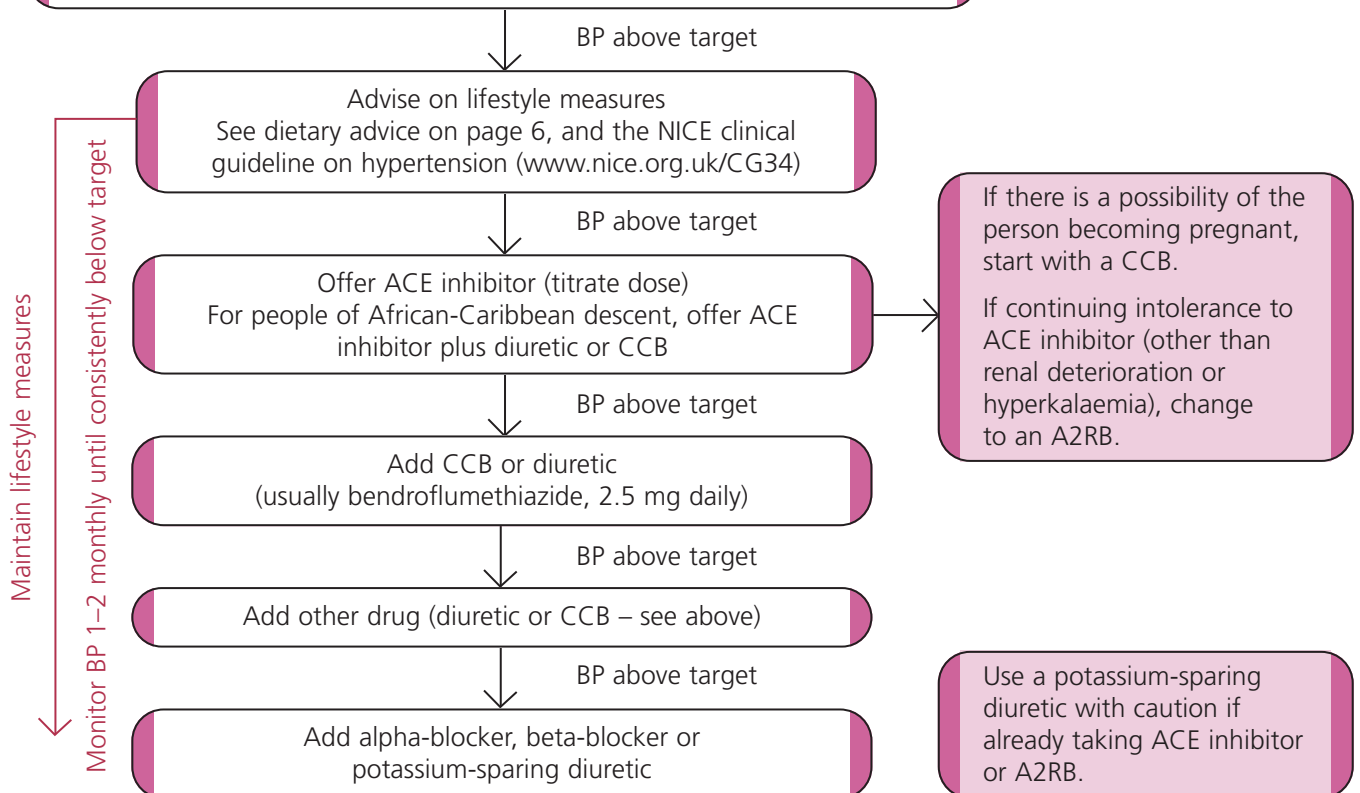 BP above target
Advise on lifestyle measures
See dietary advice on page 6, and the NICE clinical
guideline on hypertension (www.nice.org.uk/CG34)
BP above target
Offer ACE inhibitor (titrate dose)
For people of African-Caribbean descent, offer ACE
inhibitor plus diuretic or CCB
If there is a possibility of the
person becoming pregnant,
start with a CCB.
If continuing intolerance to
ACE inhibitor (other than
renal deterioration or
hyperkalaemia), change
to an A2RB.
BP above target
Add CCB or diuretic
(usually bendroflumethiazide, 2.5 mg daily)
BP above target
Add other drug (diuretic or CCB – see above)
BP above target
Add alpha-blocker, beta-blocker or
potassium-sparing diuretic
Use a potassium-sparing
diuretic with caution if
already taking ACE inhibitor
or A2RB.
Maintain lifestyle measures
Monitor BP 1–2 monthly until consistently below target